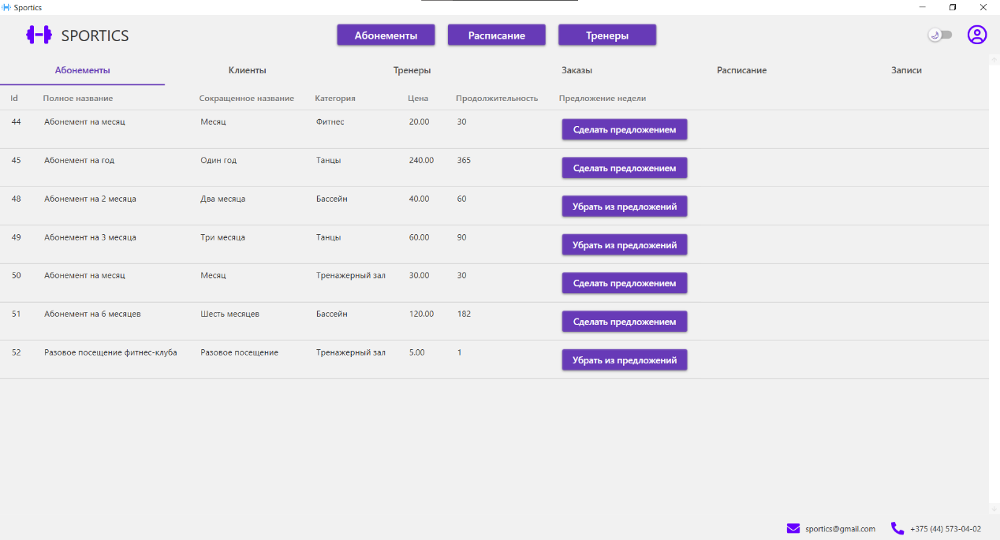 Sportics
SPORTICS
Абонементы Расписание Тренеры
Абонементы Клиенты Тренеры Заказы Расписание Записи
Id Полное название Сокращенное название Категория Цена Продолжительность Предложение недели
44 Абонемент на месяц Месяц Фитнес 20.00 30 Сделать предложением
45 Абонемент на год Один год Танцы 240.00 365 Сделать предложением
48 Абонемент на 2 месяца Два месяца Бассейн 40.00 60 Убрать из предложений
49 Абонемент на 3 месяца Три месяца Танцы 60.00 90 Убрать из предложений
50 Абонемент на месяц Месяц Тренажерный зал 30.00 30 Сделать предложением
51 Абонемент на 6 месяцев Шесть месяцев Бассейн 120.00 182 Сделать предложением
52 Разовое посещение фитнес-клуба Разовое посещение Тренажерный зал 5.00 1 Убрать из предложений
sportics@gmail.com +375 (44) 573-04-02